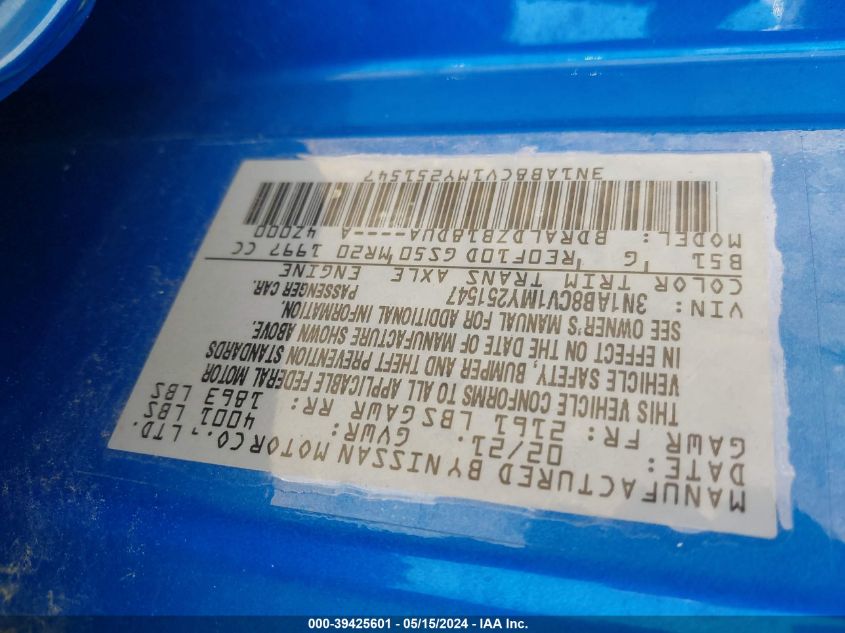 MANUFACTURED BY NISSAN MOTOR CO., LTD.
DATE: 02/21. GVWR: 4001 LBS
GAWR FR: 2161 LBS GAWR RR: 1863 LBS
THIS VEHICLE CONFORMS TO ALL APPLICABLE FEDERAL MOTOR
VEHICLE SAFETY, BUMPER AND THEFT PREVENTION STANDARDS
IN EFFECT ON THE DATE OF MANUFACTURE SHOWN ABOVE.
SEE OWNER'S MANUAL FOR ADDITIONAL INFORMATION.
VIN: 3N1AB8CV1MY251547 PASSENGER CAR.
COLOR TRIM TRANS AXLE ENGINE
B51 G RE0F10D GS50 MR20 1997 CC
MODEL: BDRALDZB18DUA----A 4Z000
3N1AB8CV1MY251547
000-39425601 - 05/15/2024 - IAA Inc.